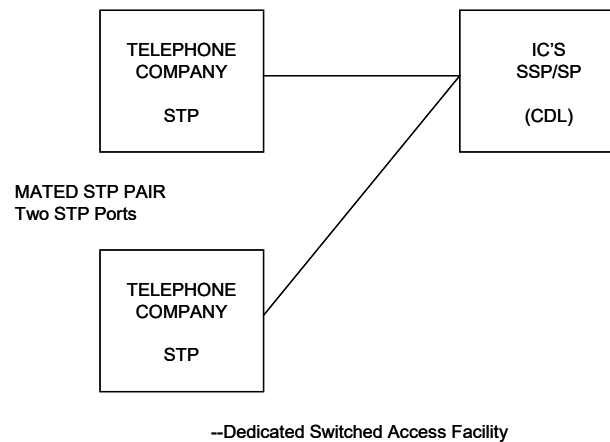 TELEPHONE
COMPANY
STP
IC'S
SSP/SP
(CDL)
MATED STP PAIR
Two STP Ports
TELEPHONE
COMPANY
STP
--Dedicated Switched Access Facility